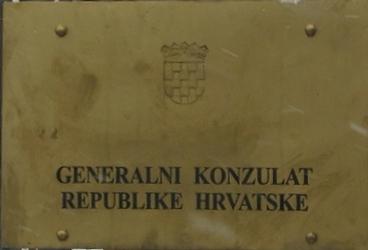 GENERALNI KONZULAT
REPUBLIKE HRVATSKE